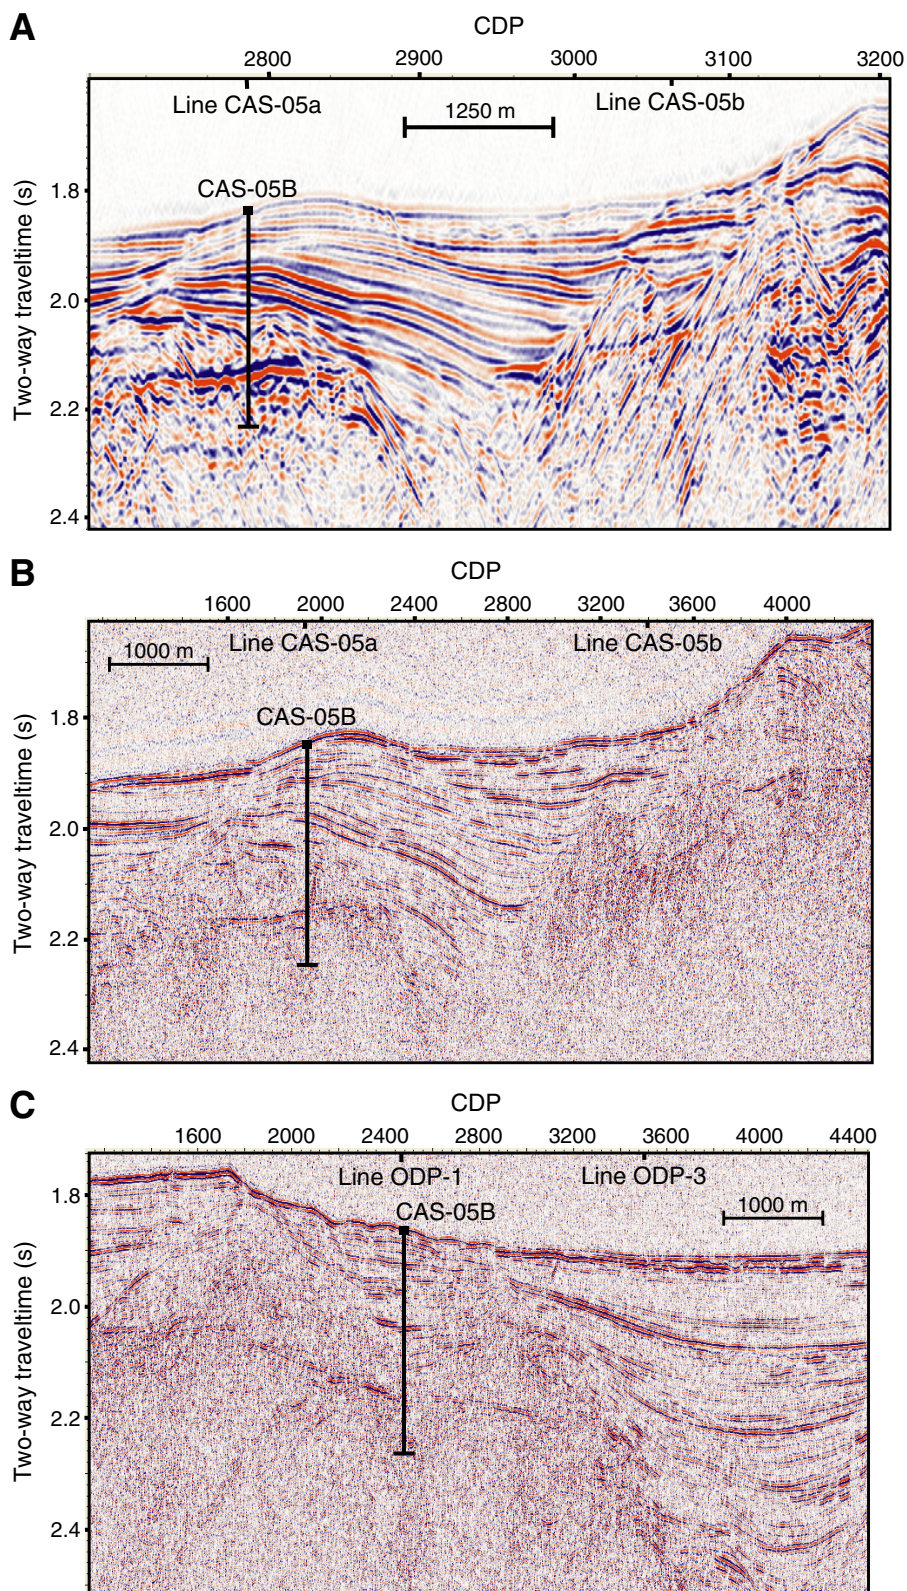 A
CDP
2800 2900 3000 3100 3200
Line CAS-05a
Line CAS-05b
1250 m
CAS-05B
Two-way traveltime (s)
1.8
2.0
2.2
2.4
B
CDP
1600 2000 2400 2800 3200 3600 4000
Line CAS-05a
Line CAS-05b
1000 m
CAS-05B
Two-way traveltime (s)
1.8
2.0
2.2
2.4
C
CDP
1600 2000 2400 2800 3200 3600 4000 4400
Line ODP-1
Line ODP-3
CAS-05B
1000 m
Two-way traveltime (s)
1.8
2.0
2.2
2.4